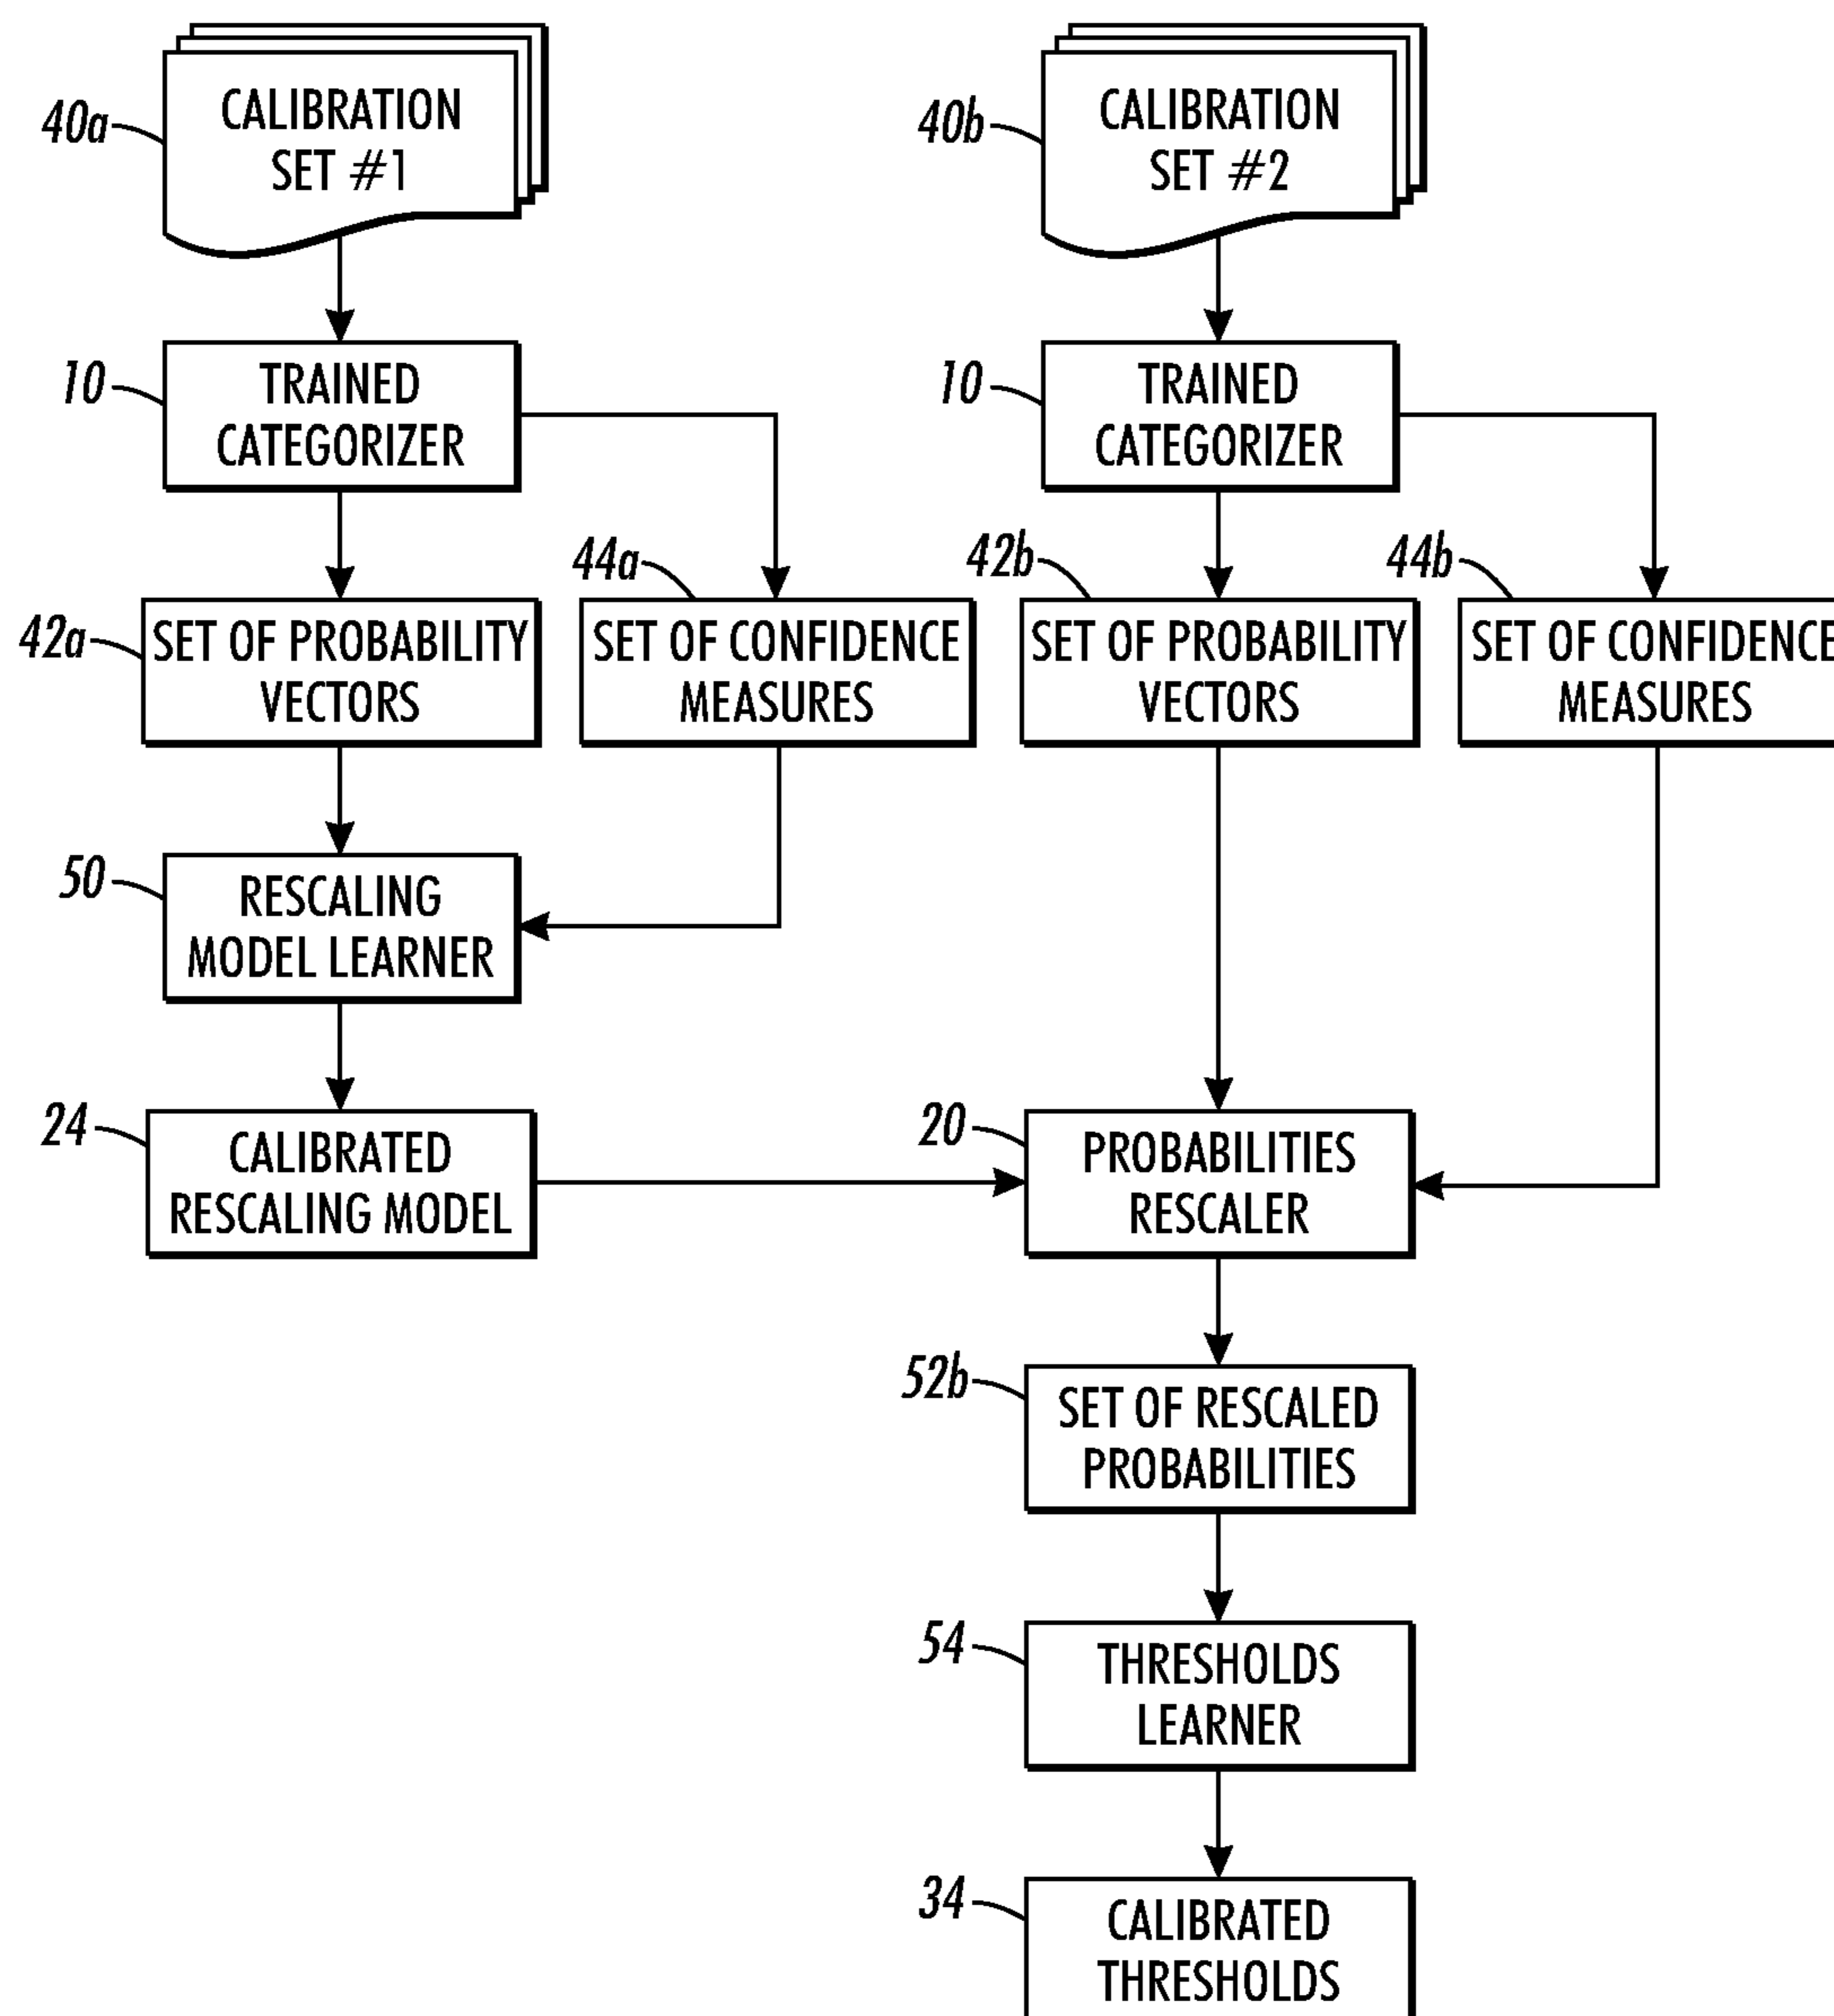 40a
CALIBRATION
SET #1
40b
CALIBRATION
SET #2
10
TRAINED
CATEGORIZER
10
TRAINED
CATEGORIZER
42a
SET OF PROBABILITY
VECTORS
44a
SET OF CONFIDENCE
MEASURES
42b
SET OF PROBABILITY
VECTORS
44b
SET OF CONFIDENCE
MEASURES
50
RESCALING
MODEL LEARNER
24
CALIBRATED
RESCALING MODEL
20
PROBABILITIES
RESCALER
52b
SET OF RESCALED
PROBABILITIES
54
THRESHOLDS
LEARNER
34
CALIBRATED
THRESHOLDS